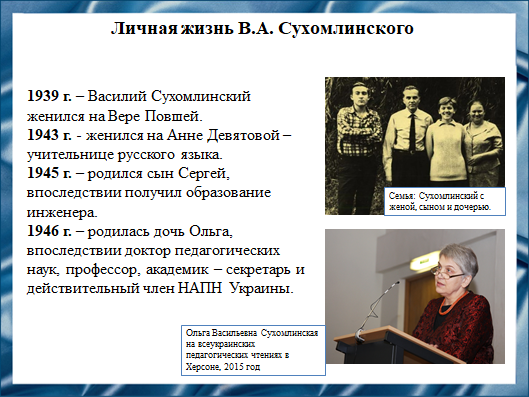 Личная жизнь В.А. Сухомлинского
1939 г. – Василий Сухомлинский
женился на Вере Повшей.
1943 г. - женился на Анне Девятовой –
учительнице русского языка.
1945 г. – родился сын Сергей,
впоследствии получил образование
инженера.
1946 г. – родилась дочь Ольга,
впоследствии доктор педагогических
наук, профессор, академик – секретарь и
действительный член НАПН Украины.
Семья: Сухомлинский с
женой, сыном и дочерью.
Ольга Васильевна Сухомлинская
на всеукраинских
педагогических чтениях в
Херсоне, 2015 год